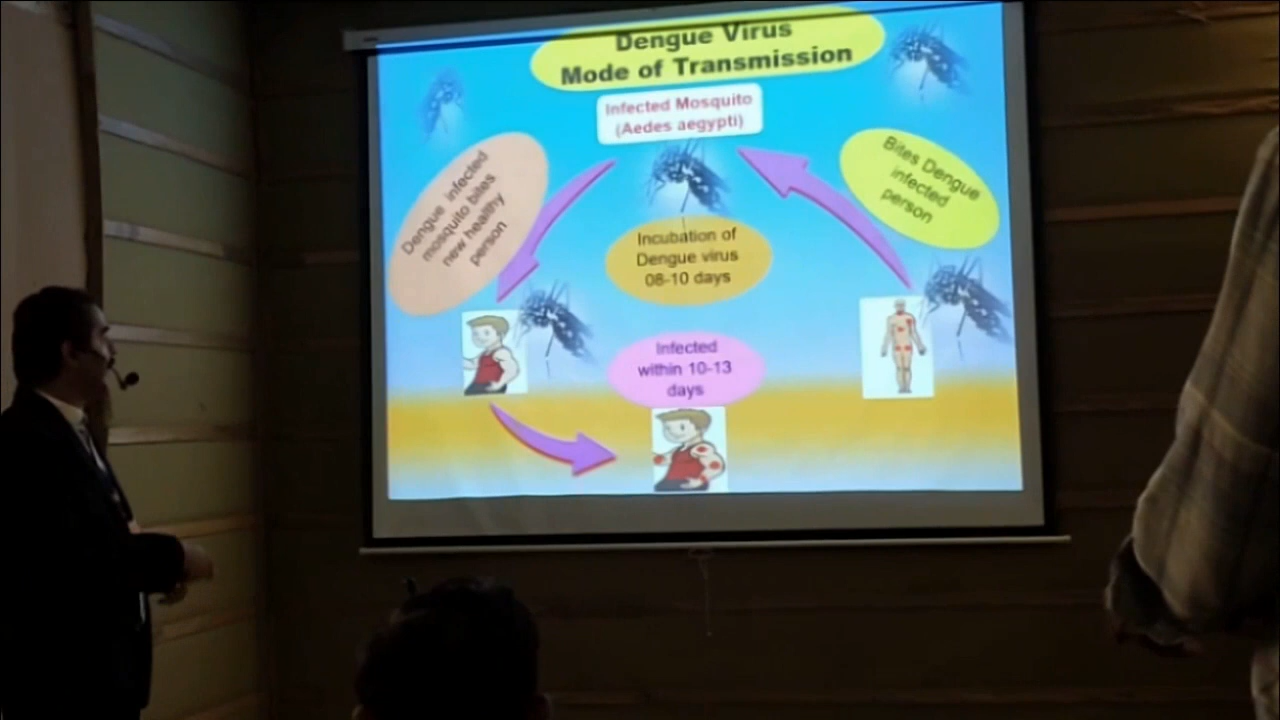 Dengue Virus
Mode of Transmission
Infected Mosquito
(Aedes aegypti)
Dengue infected
mosquito bites
new healthy
person
Bites Dengue
infected
person
Incubation of
Dengue virus
08-10 days
Infected
within 10-13
days